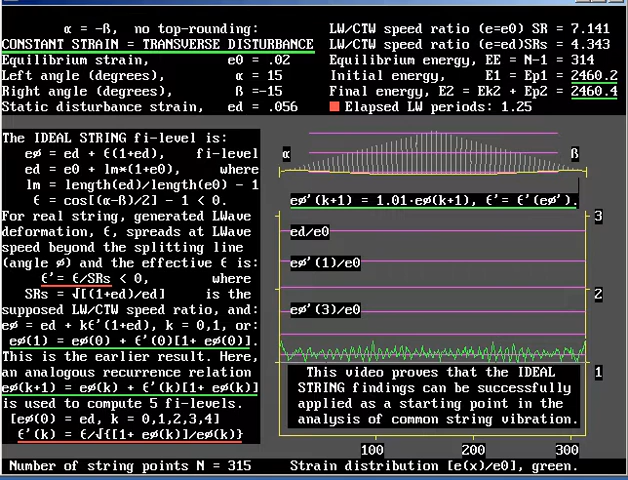 α = -ß, no top-rounding:
CONSTANT STRAIN = TRANSVERSE DISTURBANCE
Equilibrium strain, e0 = .02
Left angle (degrees), α = 15
Right angle (degrees), ß =-15
Static disturbance strain, ed = .056
LW/CTW speed ratio (e=e0) SR = 7.141
LW/CTW speed ratio (e=ed)SRs = 4.343
Equilibrium energy, EE = N-1 = 314
Initial energy, E1 = Ep1 = 2460.2
Final energy, E2 = Ek2 + Ep2 = 2460.4
Elapsed LW periods: 1.25
The IDEAL STRING fi-level is:
eø = ed + ϵ(1+ed), fi-level
ed = e0 + lm*(1+e0), where
lm = length(ed)/length(e0) - 1
ϵ = cos[(α-ß)/2] - 1 < 0.
For real string, generated LWave
deformation, ϵ, spreads at LWave
speed beyond the splitting line
(angle ø) and the effective ϵ is:
ϵ'= ϵ/SRs < 0, where
SRs = √[(1+ed)/ed] is the
supposed LW/CTW speed ratio, and:
eø = ed + kϵ'(1+ed), k = 0,1, or:
eø(1) = eø(0) + ϵ'(0)[1+ eø(0)].
This is the earlier result. Here,
an analogous recurrence relation
eø(k+1) = eø(k) + ϵ'(k)[1+eø(k)]
is used to compute 5 fi-levels.
[eø(0) = ed, k = 0,1,2,3,4]
ϵ'(k) = ϵ/√{[1+ eø(k)]/eø(k)}
Number of string points N = 315
α
ß
eø'(k+1) = 1.01·eø(k+1), ϵ'= ϵ'(eø').
3
ed/e0
eø'(1)/e0
2
eø'(3)/e0
1
This video proves that the IDEAL
STRING findings can be successfully
applied as a starting point in the
analysis of common string vibration.
100 200 300
Strain distribution [e(x)/e0], green.